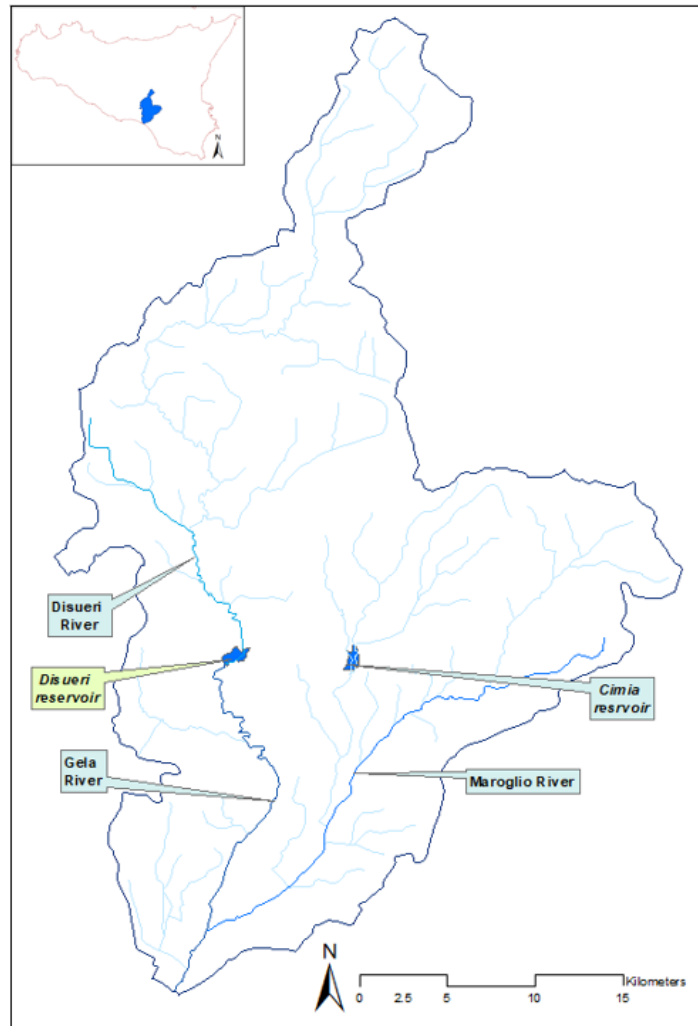 N
Disueri
River
Disueri
reservoir
Cimia
resrvoir
Gela
River
Maroglio River
N
Kilometers
0 2.5 5 10 15